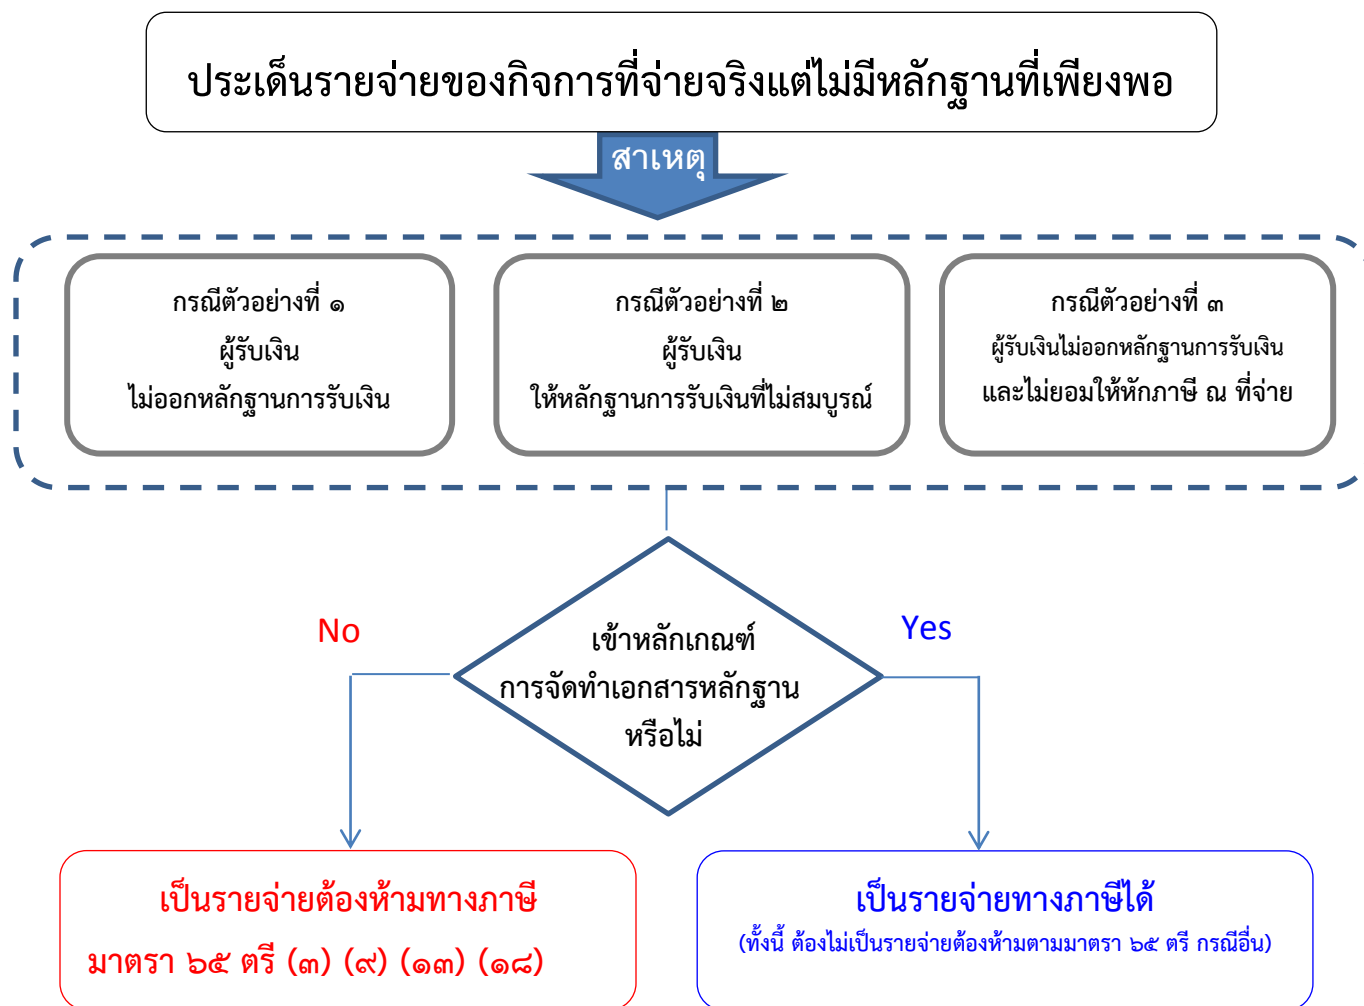 ประเด็นรายจ่ายของกิจการที่จ่ายจริงแต่ไม่มีหลักฐานที่เพียงพอ
สาเหตุ
กรณีตัวอย่างที่ ๑
ผู้รับเงิน
ไม่ออกหลักฐานการรับเงิน
กรณีตัวอย่างที่ ๒
ผู้รับเงิน
ให้หลักฐานการรับเงินที่ไม่สมบูรณ์
กรณีตัวอย่างที่ ๓
ผู้รับเงินไม่ออกหลักฐานการรับเงิน
และไม่ยอมให้หักภาษี ณ ที่จ่าย
No
Yes
เข้าหลักเกณฑ์
การจัดทำเอกสารหลักฐาน
หรือไม่
เป็นรายจ่ายต้องห้ามทางภาษี
มาตรา ๖๕ ตรี (๓) (๙) (๑๓) (๑๘)
เป็นรายจ่ายทางภาษีได้
(ทั้งนี้ ต้องไม่เป็นรายจ่ายต้องห้ามตามมาตรา ๖๕ ตรี กรณีอื่น)